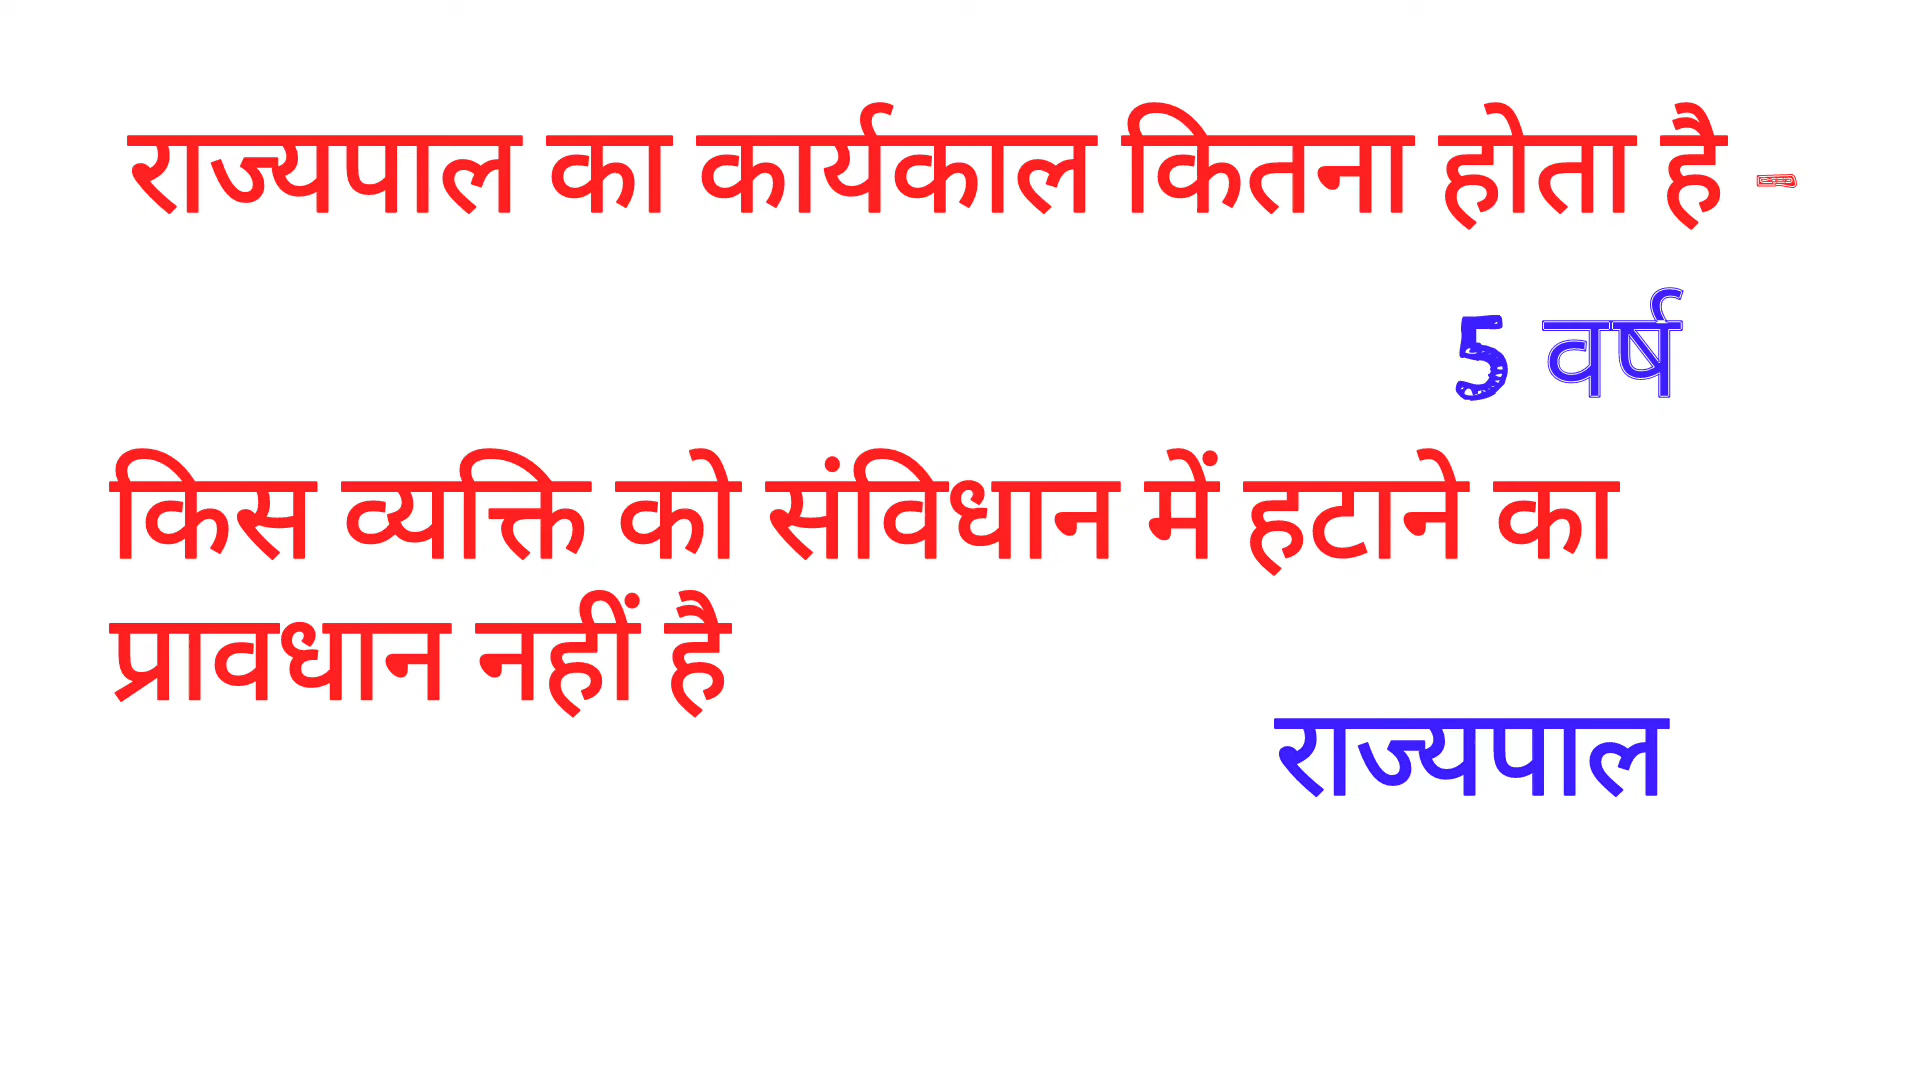 राज्यपाल का कार्यकाल कितना होता है -
5 वर्ष
किस व्यक्ति को संविधान में हटाने का
प्रावधान नहीं है
राज्यपाल